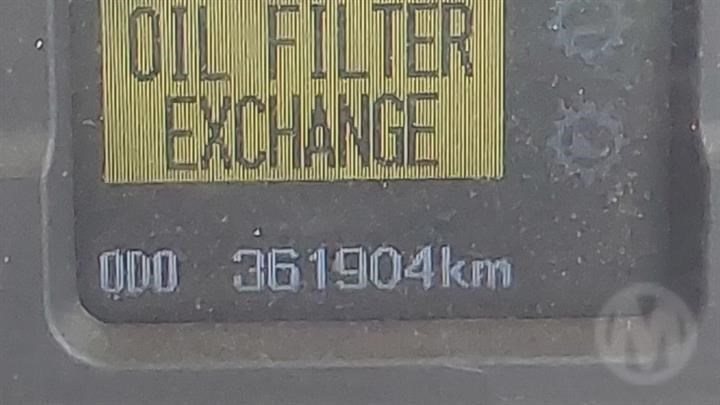 OIL FILTER
EXCHANGE
ODO 361904km